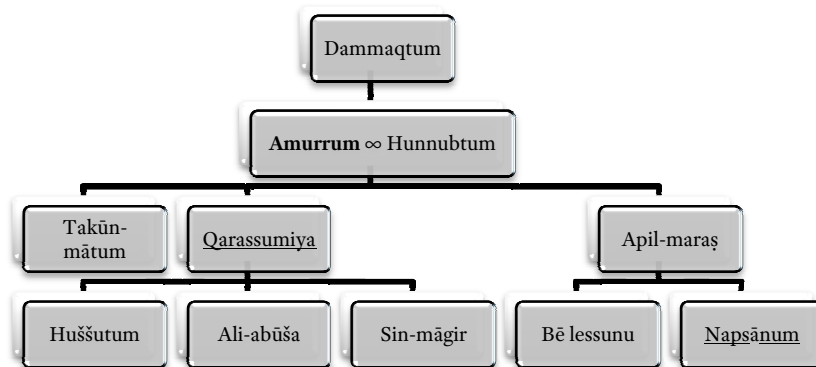 Dammaqtum
Amurrum ∞ Hunnubtum
Takūn-
mātum
Qarassumiya
Apil-maraṣ
Huššutum
Ali-abūša
Sin-māgir
Bē lessunu
Napsānum